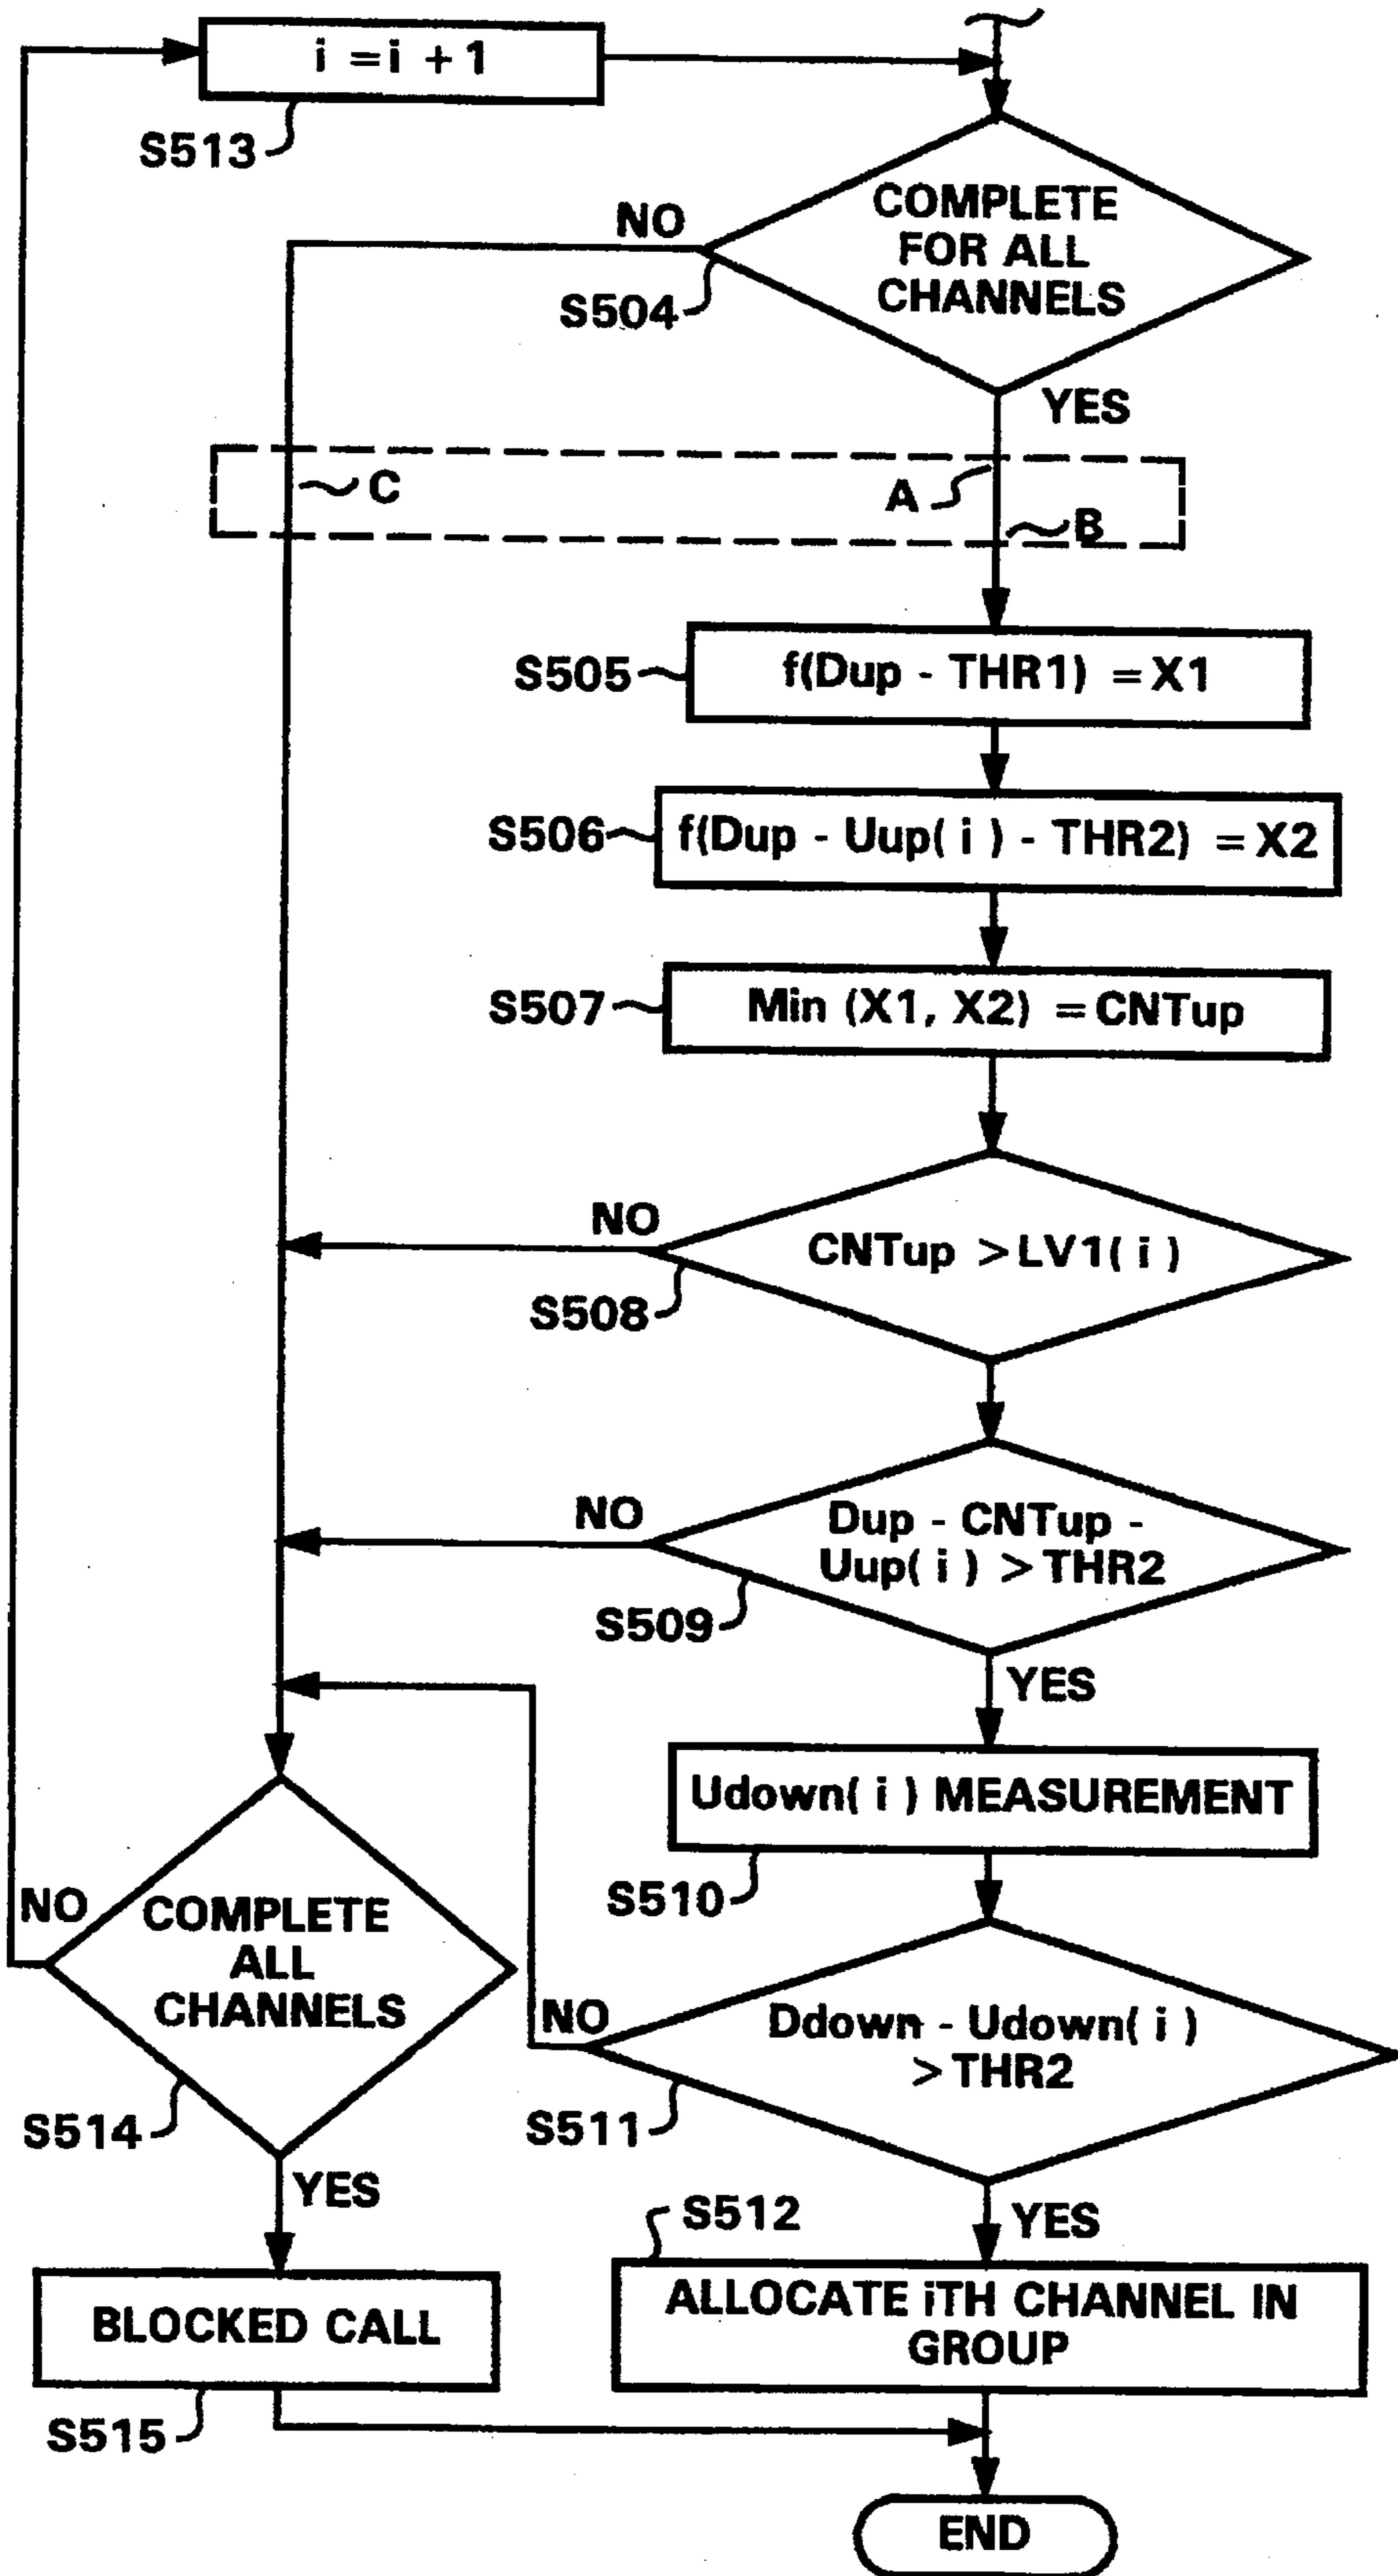 i = i + 1
S513
COMPLETE
FOR ALL
CHANNELS
NO
S504
YES
C
A
B
S505
f(Dup - THR1) = X1
S506
f(Dup - Uup( i ) - THR2) = X2
S507
Min (X1, X2) = CNTup
NO
CNTup > LV1( i )
S508
NO
Dup - CNTup -
Uup( i ) > THR2
S509
YES
Udown( i ) MEASUREMENT
S510
NO
COMPLETE
ALL
CHANNELS
S514
NO
Ddown - Udown( i )
> THR2
S511
YES
S512
YES
BLOCKED CALL
S515
ALLOCATE iTH CHANNEL IN
GROUP
END